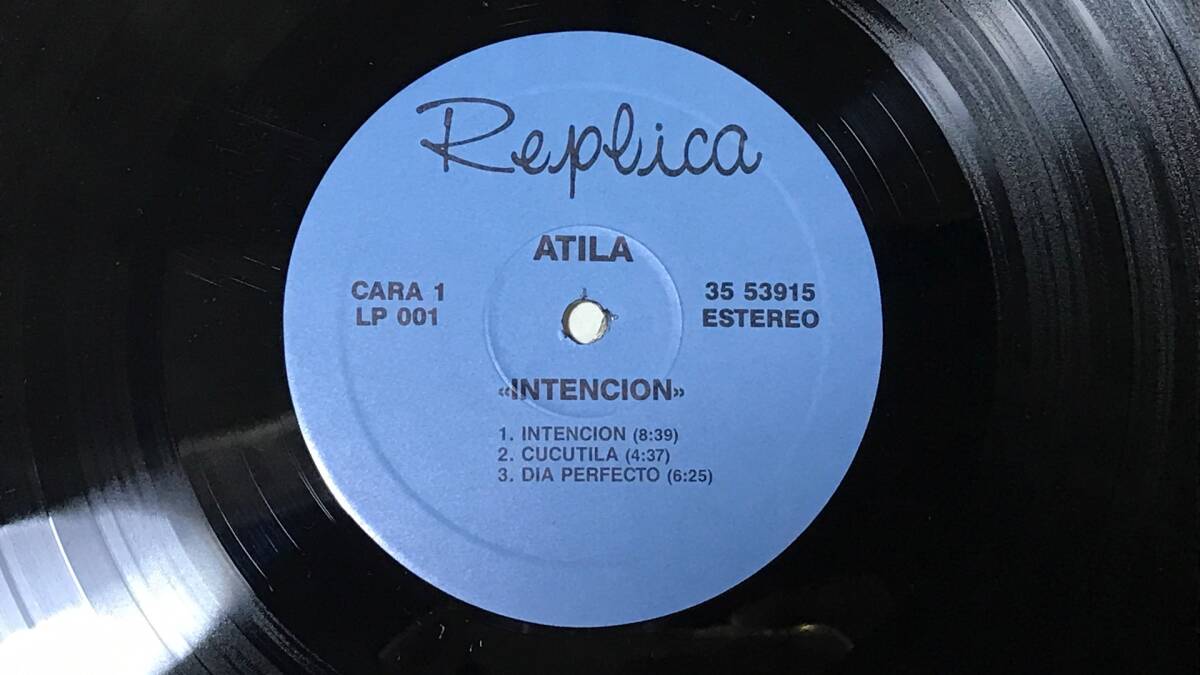 Replica
ATILA
CARA 1
LP 001
35 53915
ESTEREO
«INTENCION»
1. INTENCION (8:39)
2. CUCUTILA (4:37)
3. DIA PERFECTO (6:25)